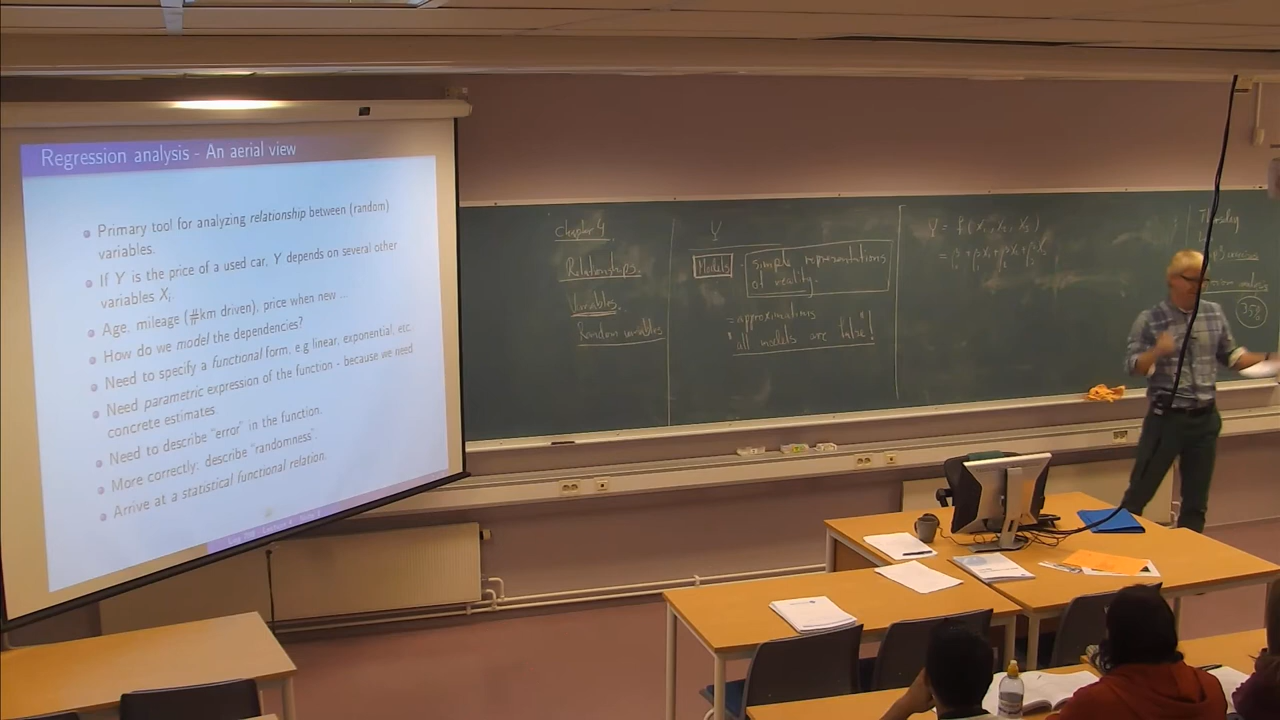 Regression analysis - An aerial view
Primary tool for analyzing relationship between (random)
variables.
If Y is the price of a used car, Y depends on several other
variables Xi.
Age, mileage (#km driven), price when new ...
How do we model the dependencies?
Need to specify a functional form, e.g linear, exponential, etc.
Need parametric expression of the function - because we need
concrete estimates.
Need to describe "error" in the function.
More correctly: describe "randomness".
Arrive at a statistical functional relation.
Chapter 4
Relationships.
Variables.
Random variables
Y
Models - simple representations
of reality.
= approximations
"all models are false"!
Y = f(X₁, X₂, X₃)
Thursday
358